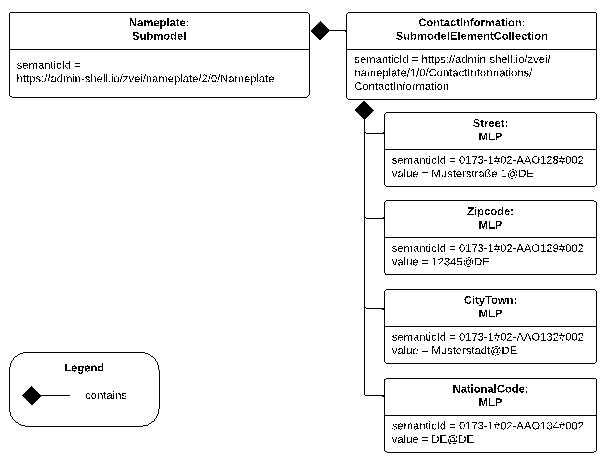 Nameplate:
Submodel
semanticId =
https://admin-shell.io/zvei/nameplate/2/0/Nameplate
ContactInformation:
SubmodelElementCollection
semanticId = https://admin-shell.io/zvei/
nameplate/1/0/ContactInformations/
ContactInformation
Street:
MLP
semanticId = 0173-1#02-AAO128#002
value = Musterstraße 1@DE
Zipcode:
MLP
semanticId = 0173-1#02-AAO129#002
value = 12345@DE
CityTown:
MLP
semanticId = 0173-1#02-AAO132#002
value = Musterstadt@DE
NationalCode:
MLP
semanticId = 0173-1#02-AAO134#002
value = DE@DE
Legend
contains